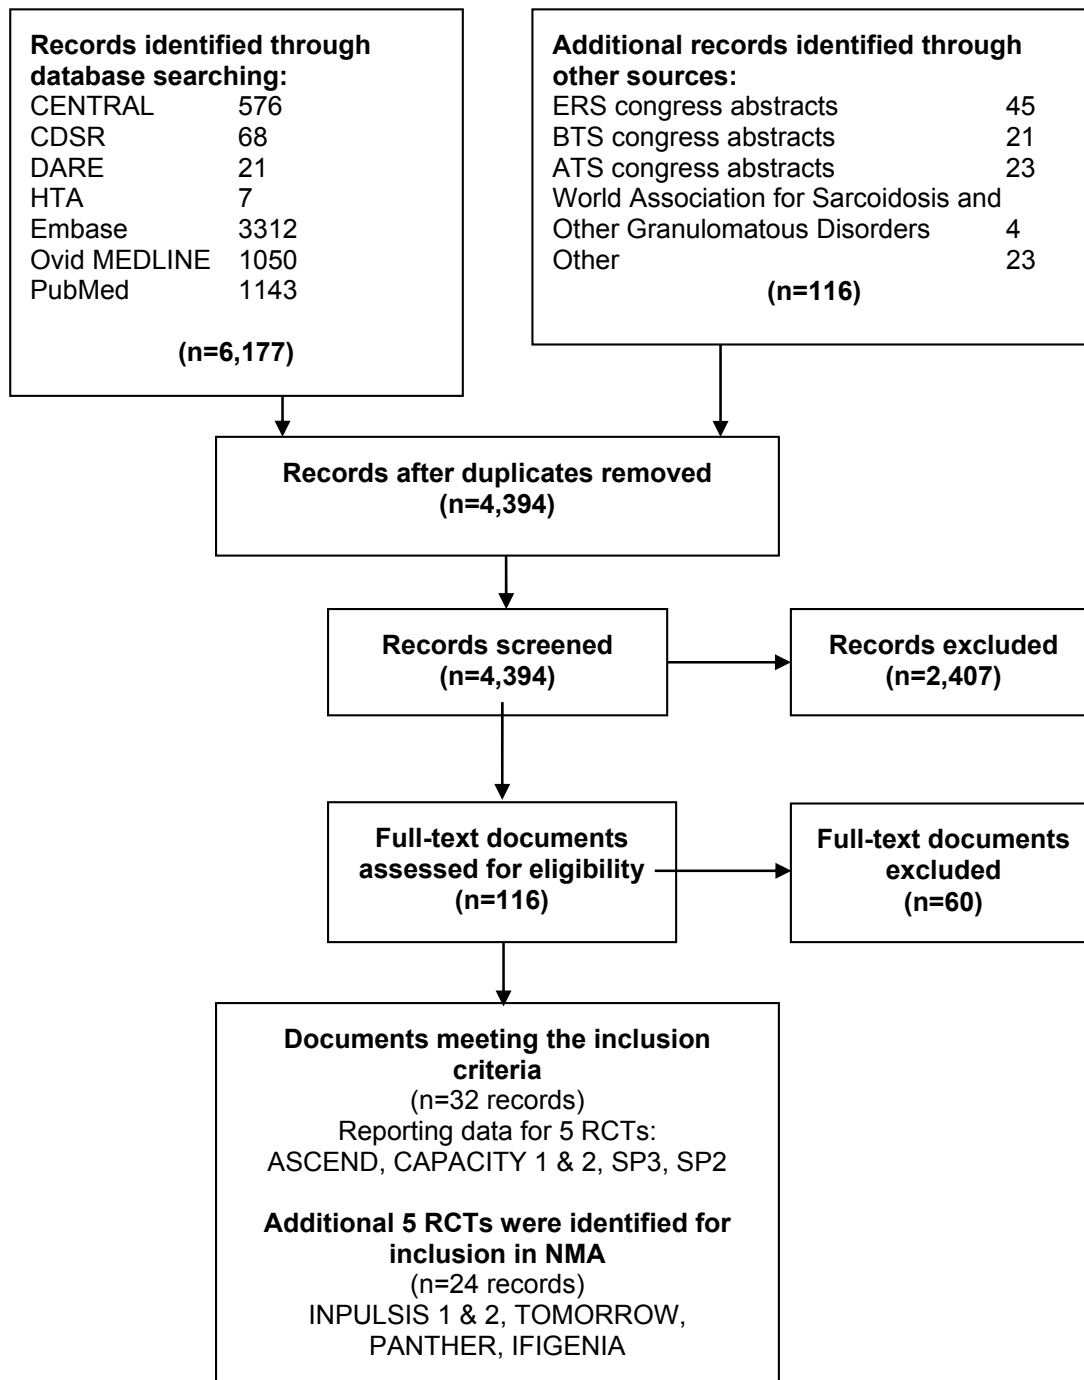 Records identified through
database searching:
CENTRAL 576
CDSR 68
DARE 21
HTA 7
Embase 3312
Ovid MEDLINE 1050
PubMed 1143
(n=6,177)
Additional records identified through
other sources:
ERS congress abstracts 45
BTS congress abstracts 21
ATS congress abstracts 23
World Association for Sarcoidosis and
Other Granulomatous Disorders 4
Other 23
(n=116)
Records after duplicates removed
(n=4,394)
Records screened
(n=4,394)
Records excluded
(n=2,407)
Full-text documents
assessed for eligibility
(n=116)
Full-text documents
excluded
(n=60)
Documents meeting the inclusion
criteria
(n=32 records)
Reporting data for 5 RCTs:
ASCEND, CAPACITY 1 & 2, SP3, SP2
Additional 5 RCTs were identified for
inclusion in NMA
(n=24 records)
INPULSIS 1 & 2, TOMORROW,
PANTHER, IFIGENIA